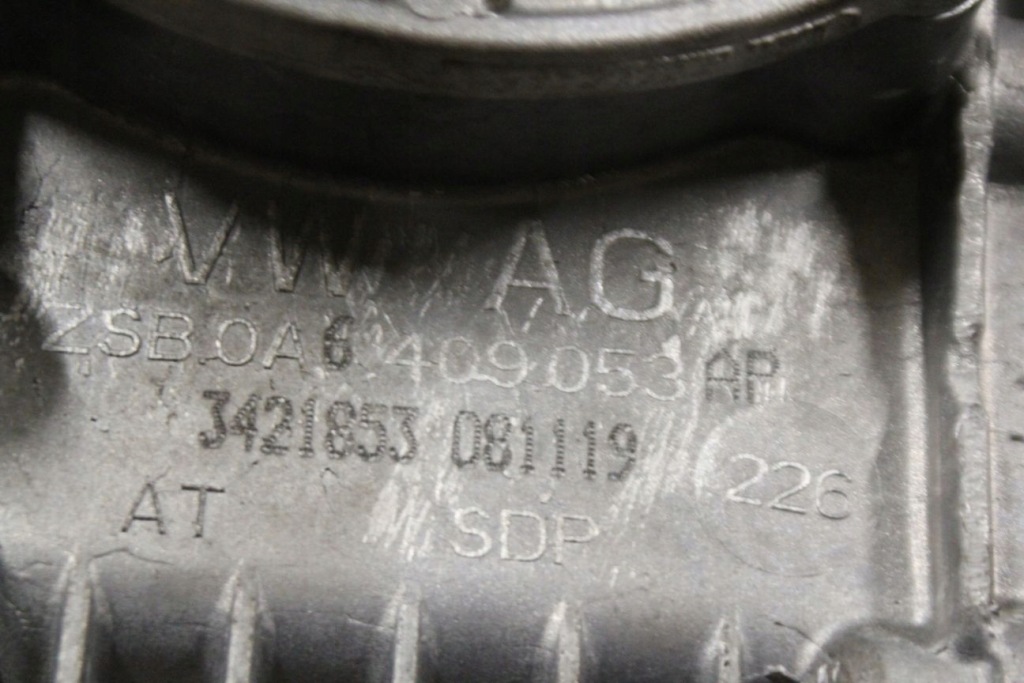 VW AG
ZSB.0A6 409.053 AP
3421853 081119
226
AT SDP